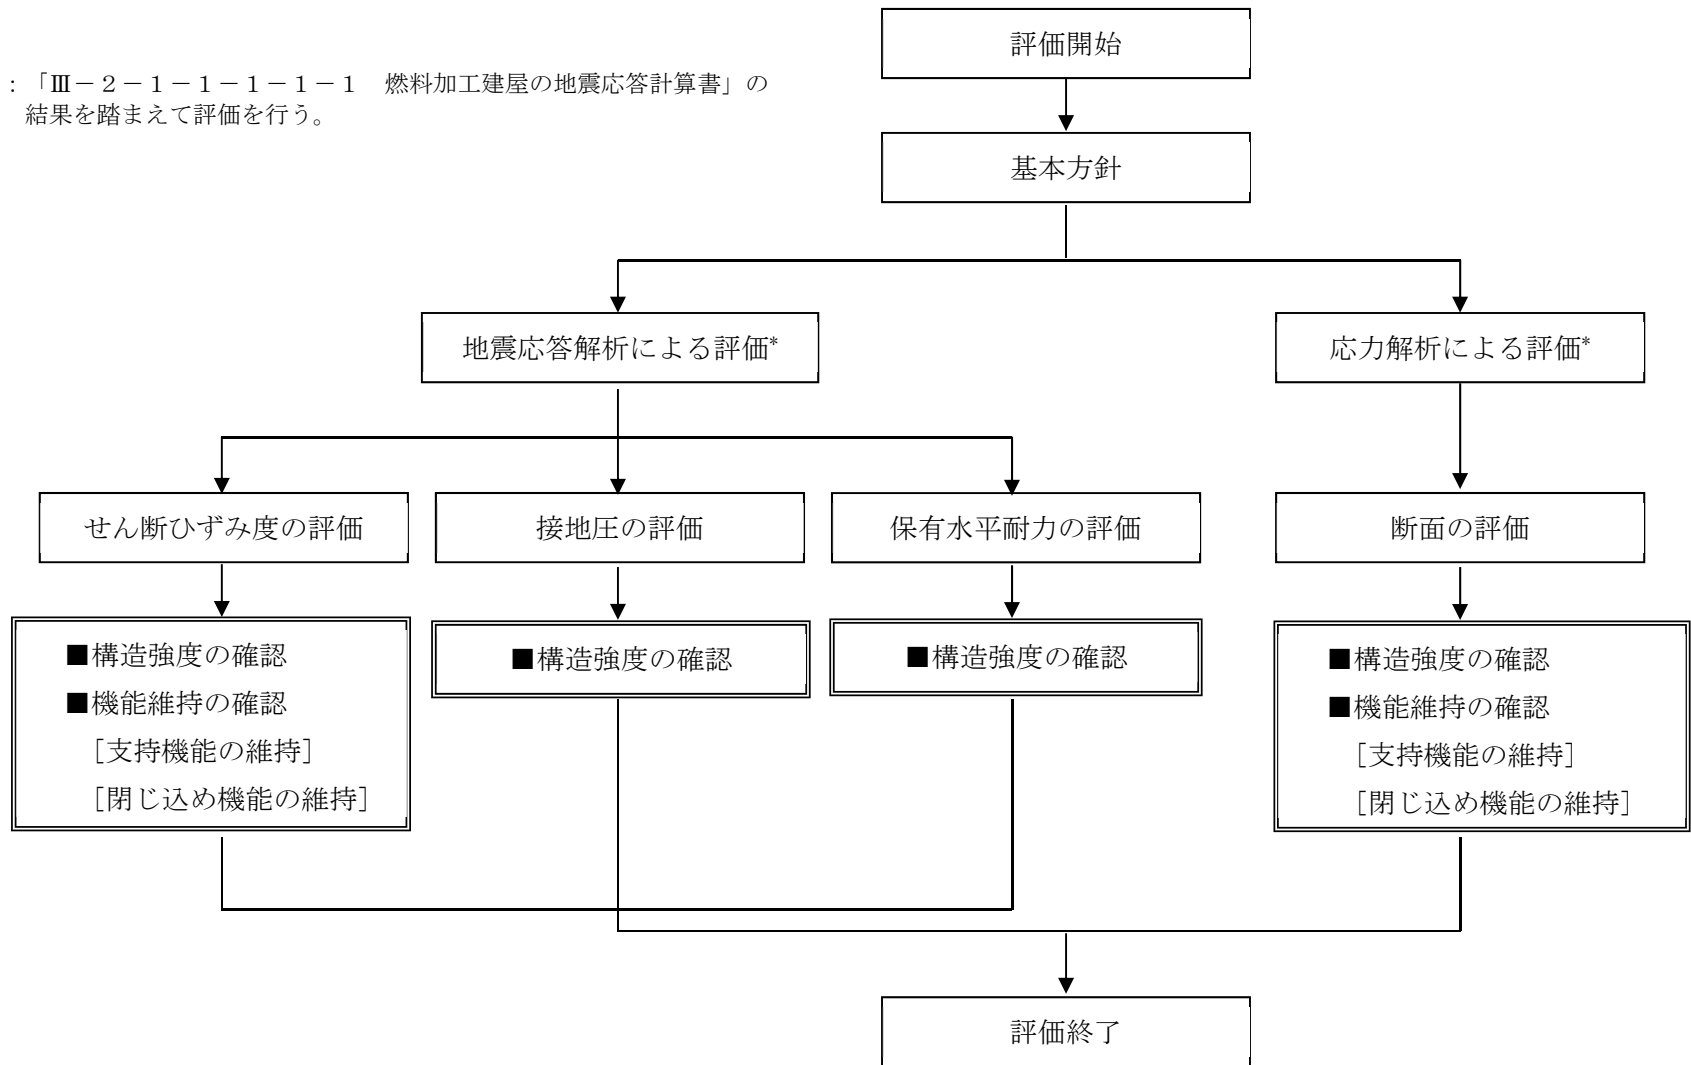 評価開始
：「Ⅲ－２－１－１－１－１－１　燃料加工建屋の地震応答計算書」の
結果を踏まえて評価を行う。
基本方針
地震応答解析による評価*
応力解析による評価*
せん断ひずみ度の評価
接地圧の評価
保有水平耐力の評価
断面の評価
■構造強度の確認
■機能維持の確認
［支持機能の維持］
［閉じ込め機能の維持］
■構造強度の確認
■構造強度の確認
■構造強度の確認
■機能維持の確認
［支持機能の維持］
［閉じ込め機能の維持］
評価終了